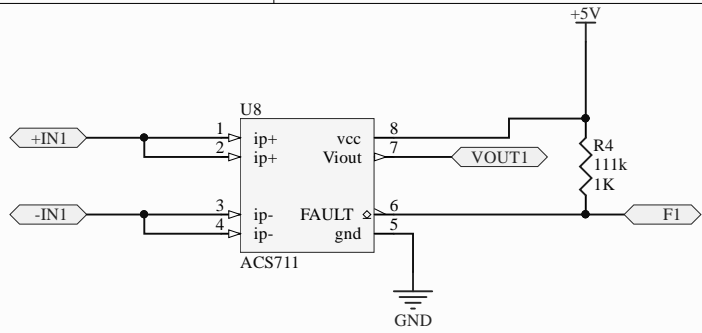 +5V
U8
+IN1
1
ip+
vcc
8
2
ip+
Viout
7
VOUT1
R4
111k
1K
-IN1
3
ip-
FAULT
6
F1
4
ip-
gnd
5
ACS711
GND